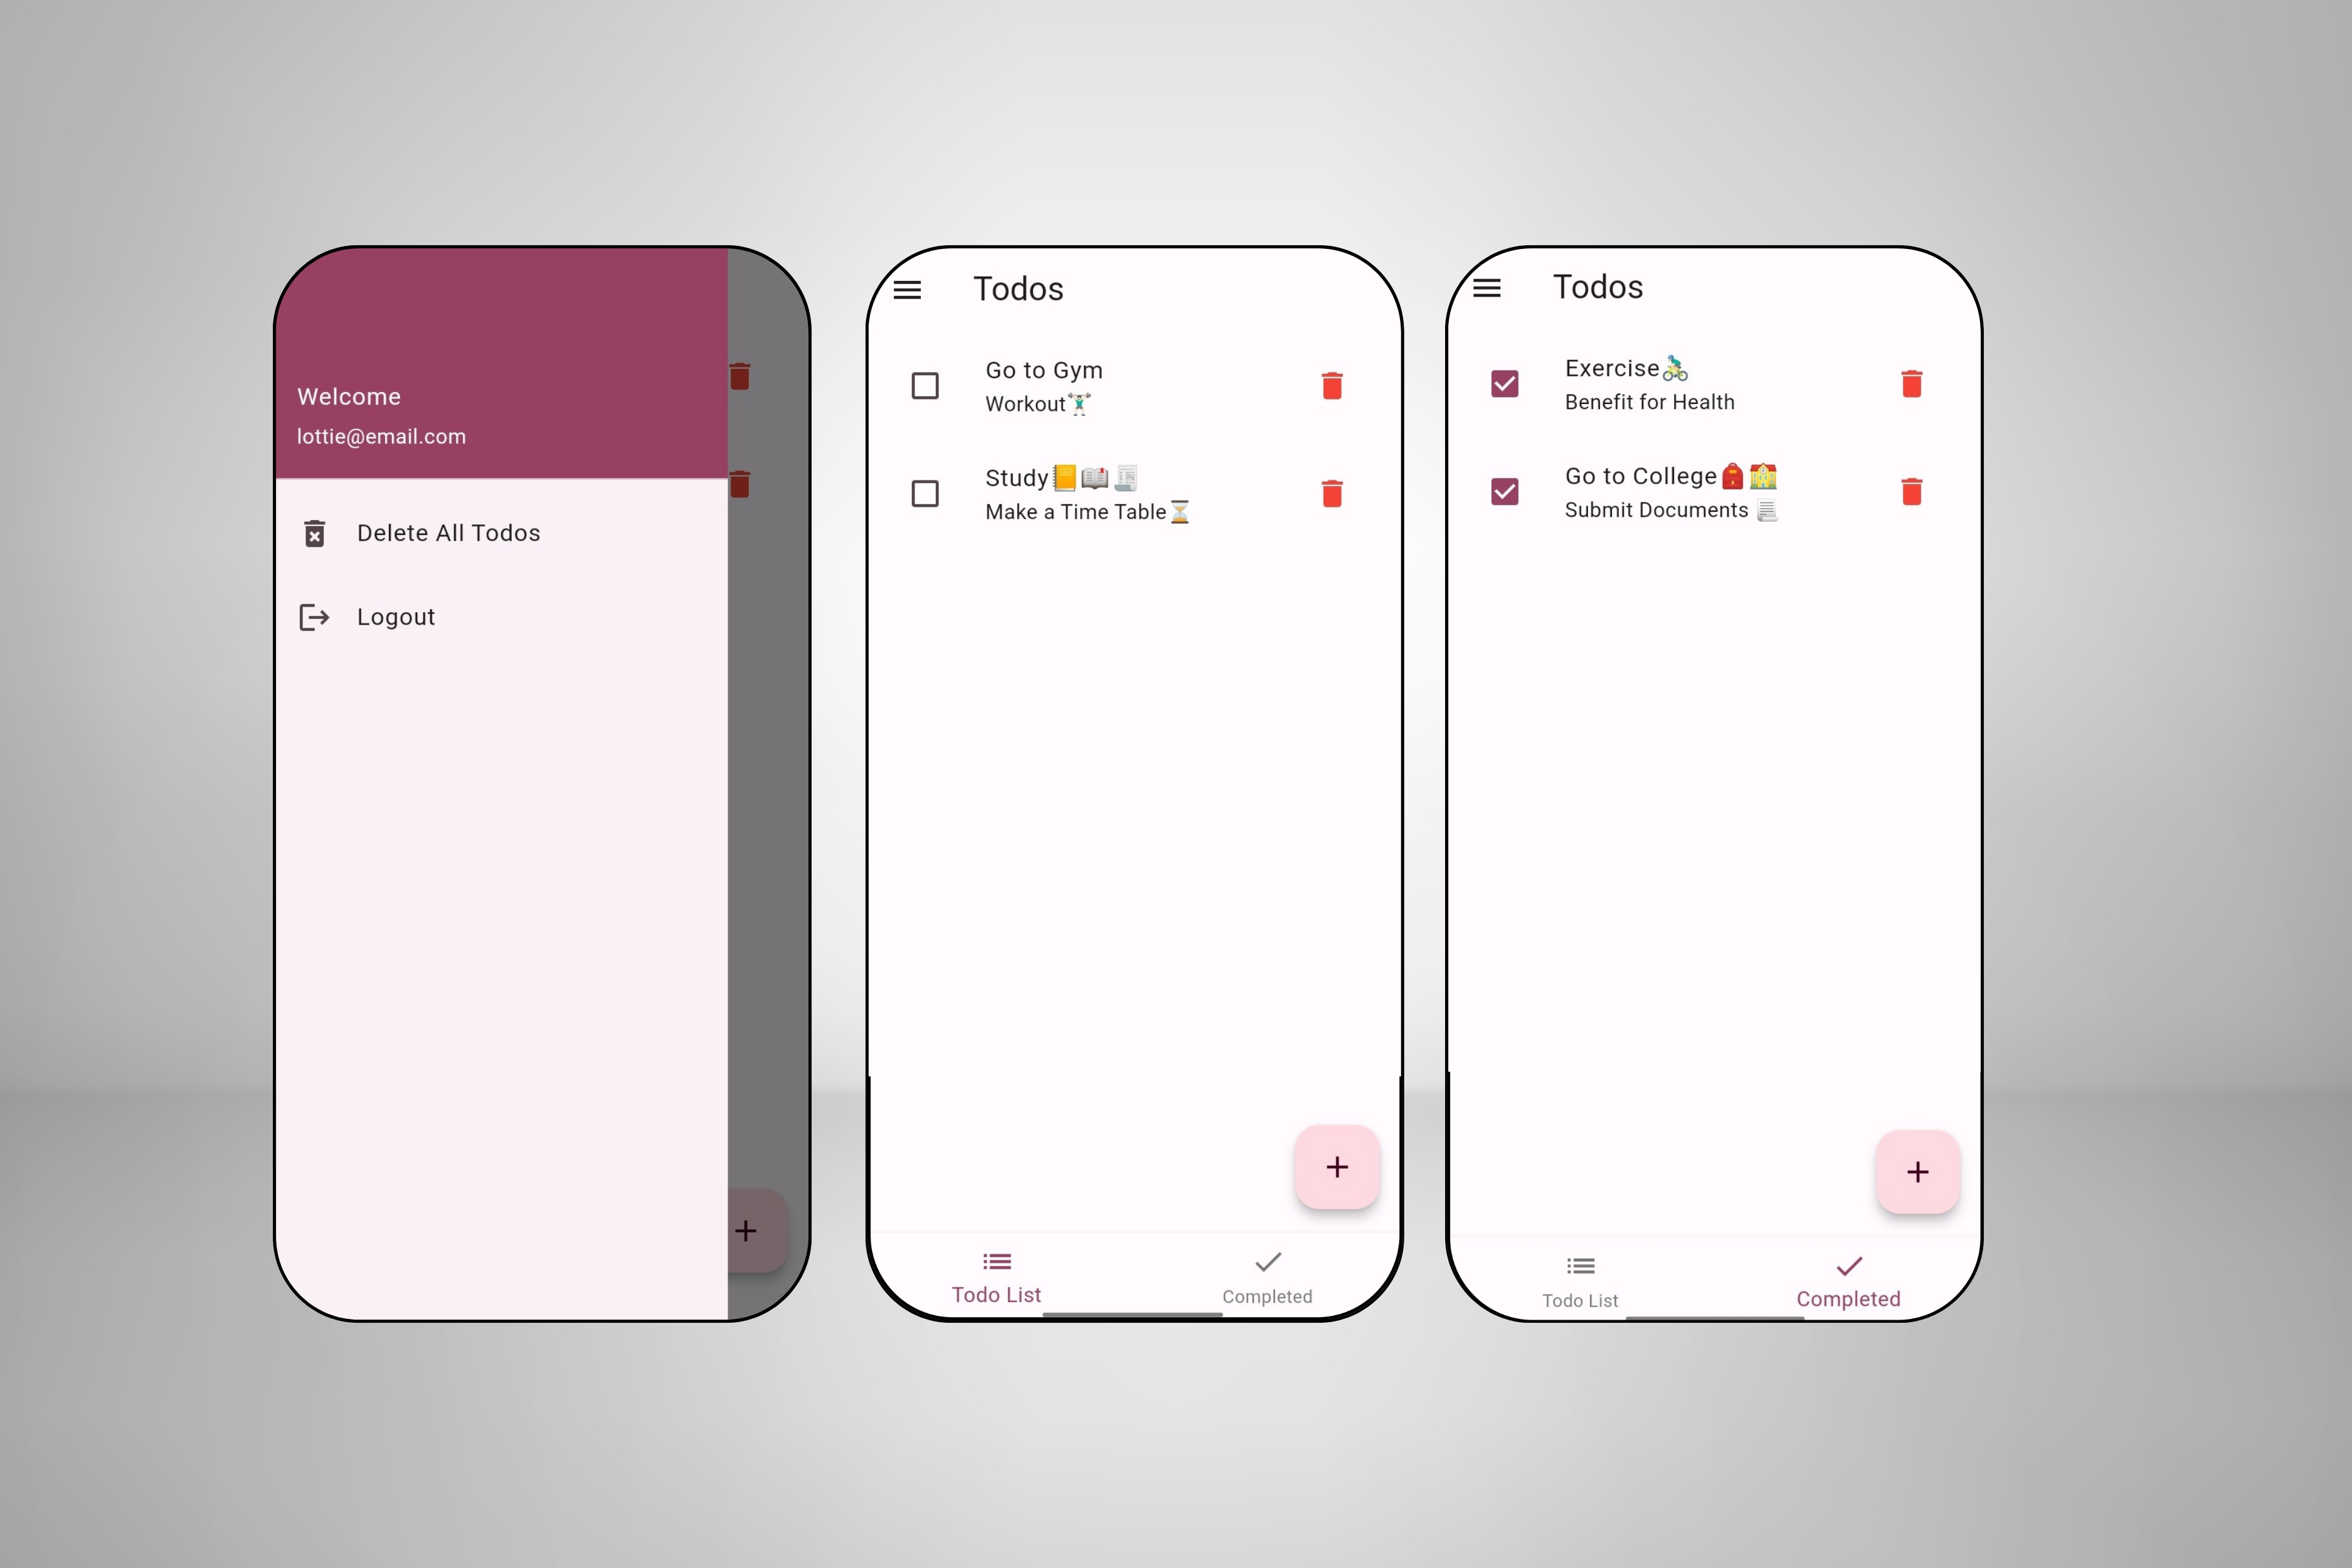 Welcome
lottie@email.com
Delete All Todos
Logout
Todos
Go to Gym
Workout🏋🏻‍♂️
Study📒📖🧾
Make a Time Table⏳
Todo List
Completed
Todos
Exercise🚴🏻‍♂️
Benefit for Health
Go to College🎒🏫
Submit Documents 📃
Todo List
Completed